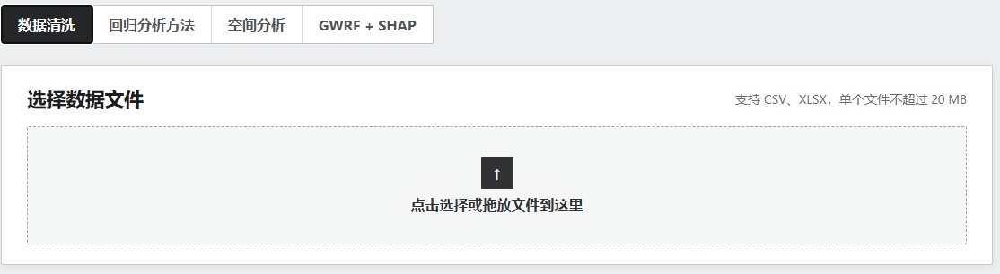 数据清洗 回归分析方法 空间分析 GWRF + SHAP
选择数据文件 支持 CSV、XLSX，单个文件不超过 20 MB
↑
点击选择或拖放文件到这里